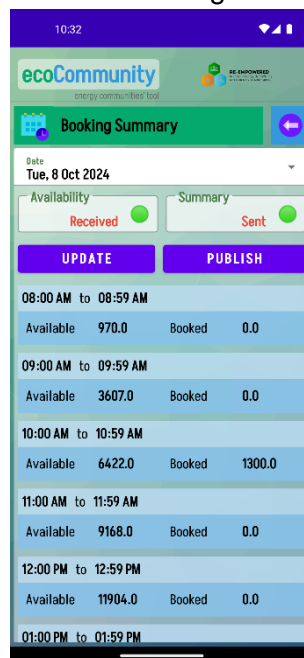 10:32
ecoCommunity
energy communities' tool
RE-EMPOWERED
Booking Summary
Date
Tue, 8 Oct 2024
Availability
Received
Summary
Sent
UPDATE
PUBLISH
08:00 AM to 08:59 AM
Available 970.0 Booked 0.0
09:00 AM to 09:59 AM
Available 3607.0 Booked 0.0
10:00 AM to 10:59 AM
Available 6422.0 Booked 1300.0
11:00 AM to 11:59 AM
Available 9168.0 Booked 0.0
12:00 PM to 12:59 PM
Available 11904.0 Booked 0.0
01:00 PM to 01:59 PM